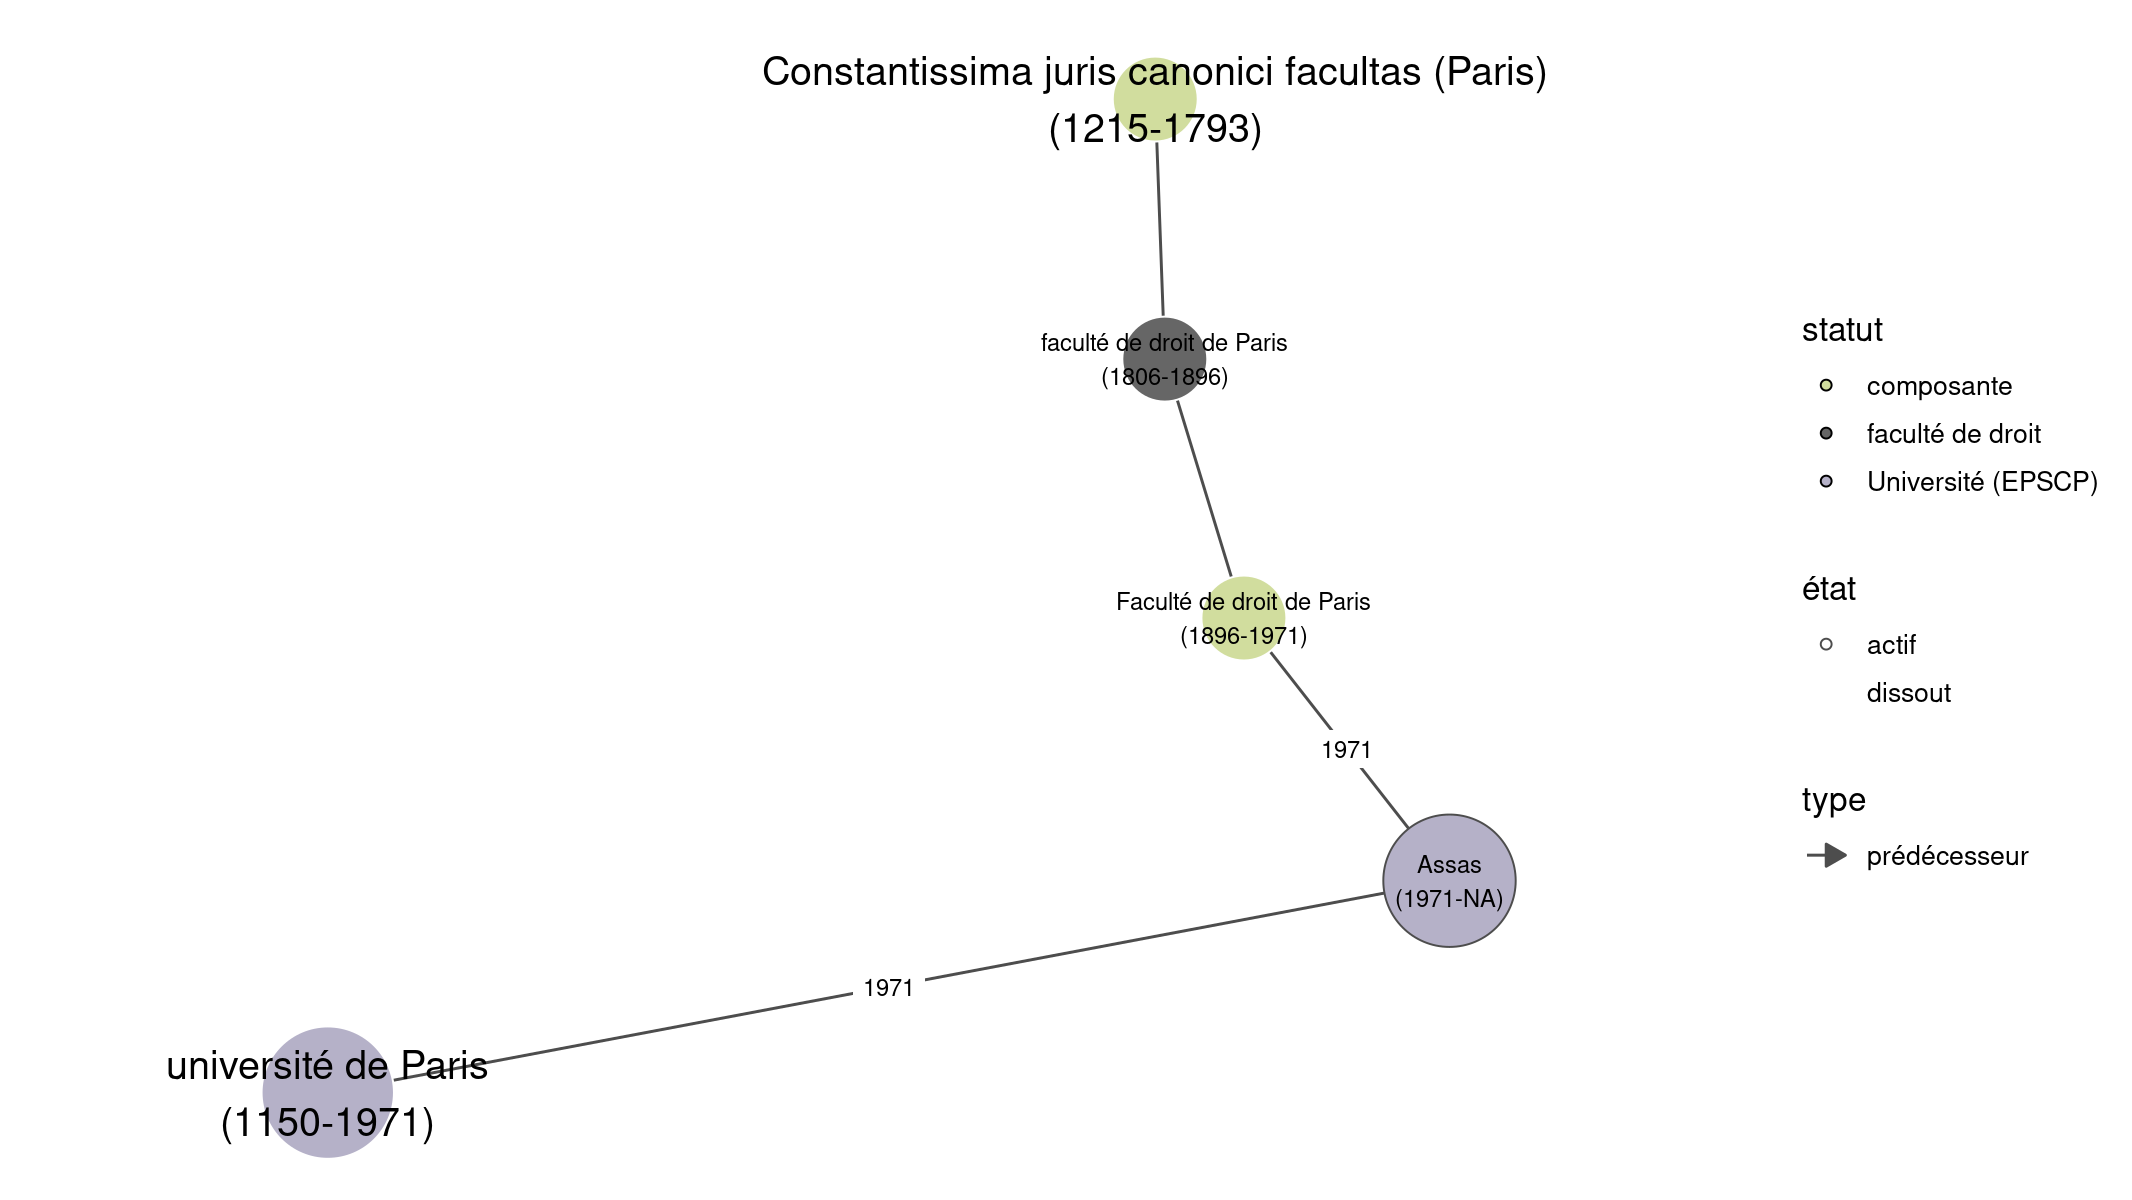 Constantissima juris canonici facultas (Paris)
(1215-1793)
faculté de droit de Paris
(1806-1896)
Faculté de droit de Paris
(1896-1971)
1971
Assas
(1971-NA)
1971
université de Paris
(1150-1971)
statut
composante
faculté de droit
Université (EPSCP)
état
actif
dissout
type
prédécesseur